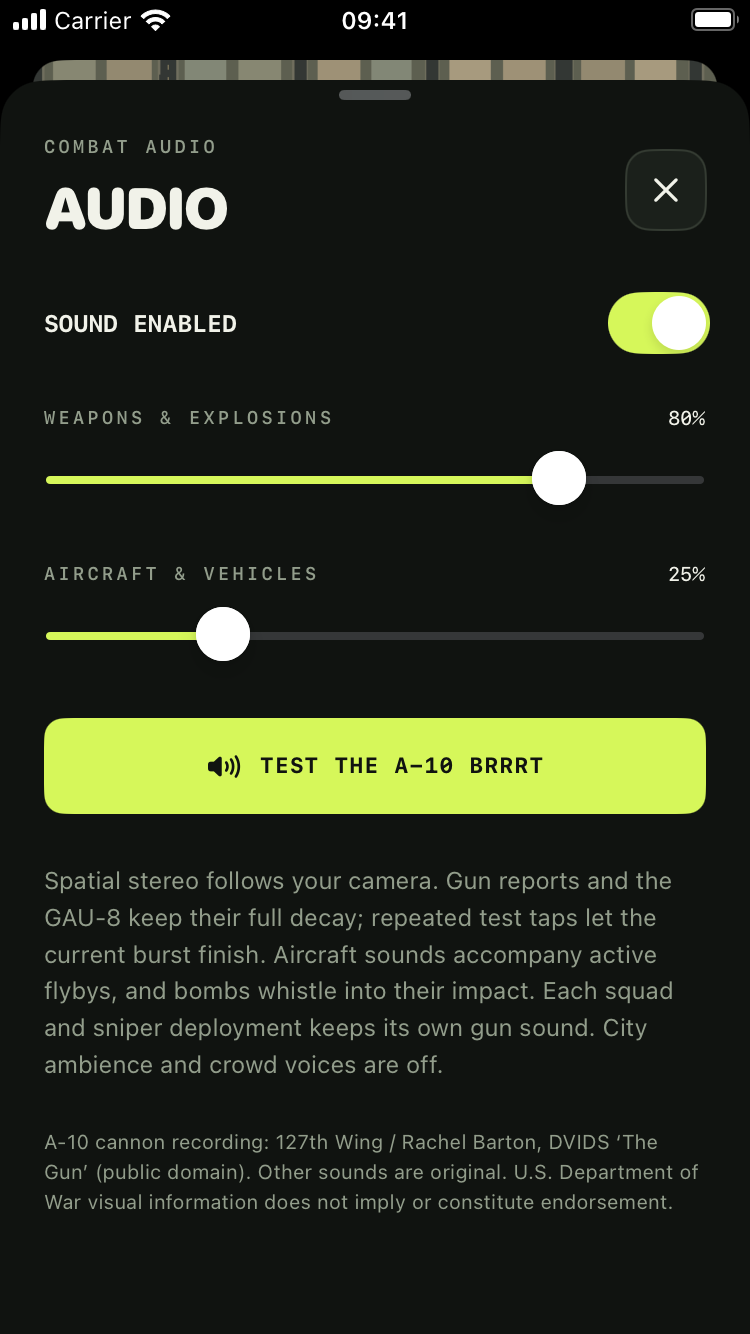 Carrier 09:41
COMBAT AUDIO
AUDIO
SOUND ENABLED
WEAPONS & EXPLOSIONS 80%
AIRCRAFT & VEHICLES 25%
TEST THE A-10 BRRRT
Spatial stereo follows your camera. Gun reports and the
GAU-8 keep their full decay; repeated test taps let the
current burst finish. Aircraft sounds accompany active
flybys, and bombs whistle into their impact. Each squad
and sniper deployment keeps its own gun sound. City
ambience and crowd voices are off.
A-10 cannon recording: 127th Wing / Rachel Barton, DVIDS ‘The
Gun’ (public domain). Other sounds are original. U.S. Department of
War visual information does not imply or constitute endorsement.